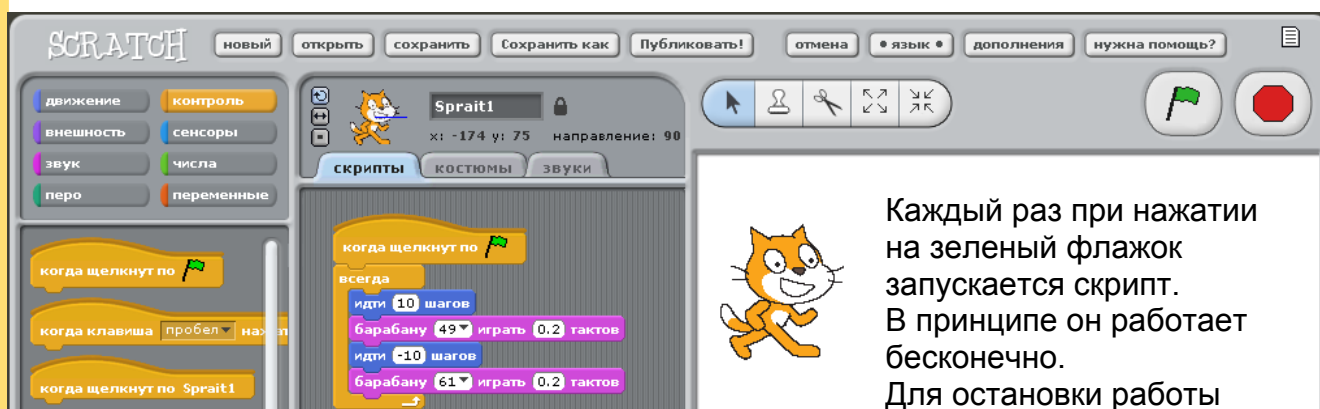 SCRATCH новый открыть сохранить Сохранить как Публиковать! отмена • язык • дополнения нужна помощь?
движение контроль
внешность сенсоры
звук числа
перо переменные
когда щелкнут по
когда клавиша пробел нажат
когда щелкнут по Sprait1
Sprait1
x: -174 y: 75 направление: 90
скрипты костюмы звуки
когда щелкнут по
всегда
идти 10 шагов
барабану 49 играть 0.2 тактов
идти -10 шагов
барабану 61 играть 0.2 тактов
Каждый раз при нажатии
на зеленый флажок
запускается скрипт.
В принципе он работает
бесконечно.
Для остановки работы